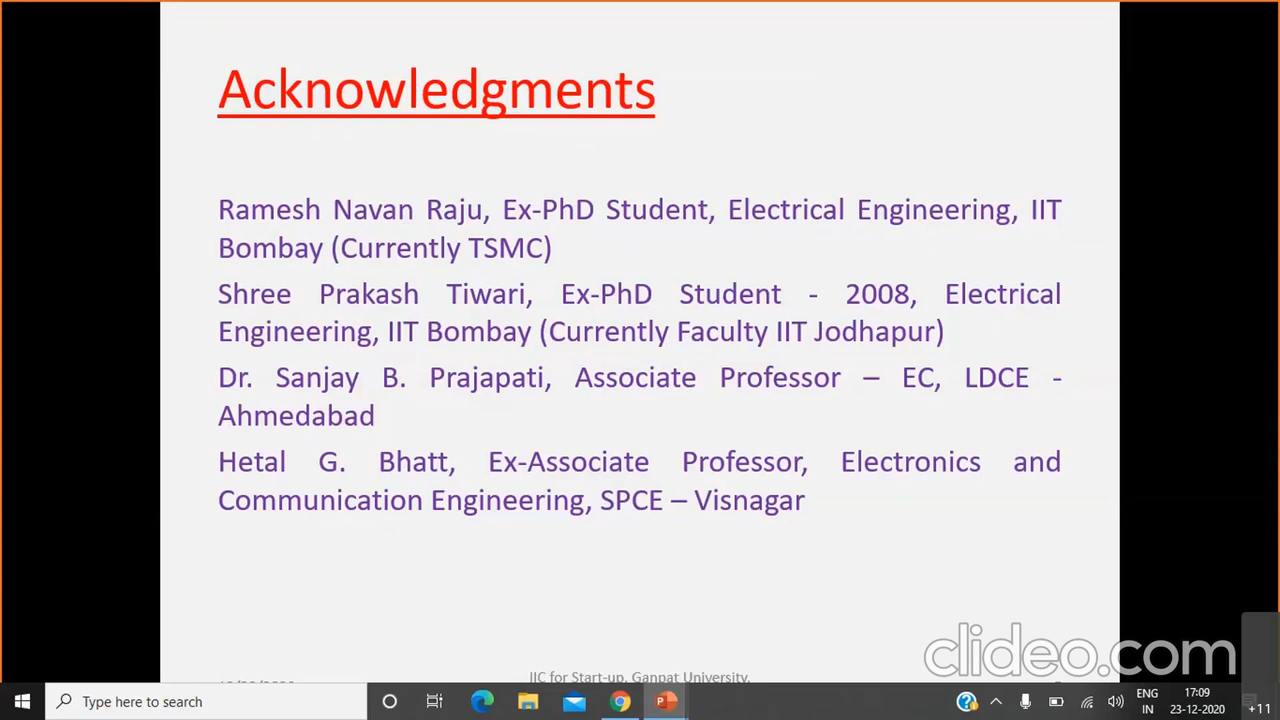 Acknowledgments
Ramesh Navan Raju, Ex-PhD Student, Electrical Engineering, IIT
Bombay (Currently TSMC)
Shree Prakash Tiwari, Ex-PhD Student - 2008, Electrical
Engineering, IIT Bombay (Currently Faculty IIT Jodhapur)
Dr. Sanjay B. Prajapati, Associate Professor – EC, LDCE -
Ahmedabad
Hetal G. Bhatt, Ex-Associate Professor, Electronics and
Communication Engineering, SPCE – Visnagar
clideo.com
IIC for Start-up, Ganpat University,
Type here to search
ENG
IN
17:09
23-12-2020
+11